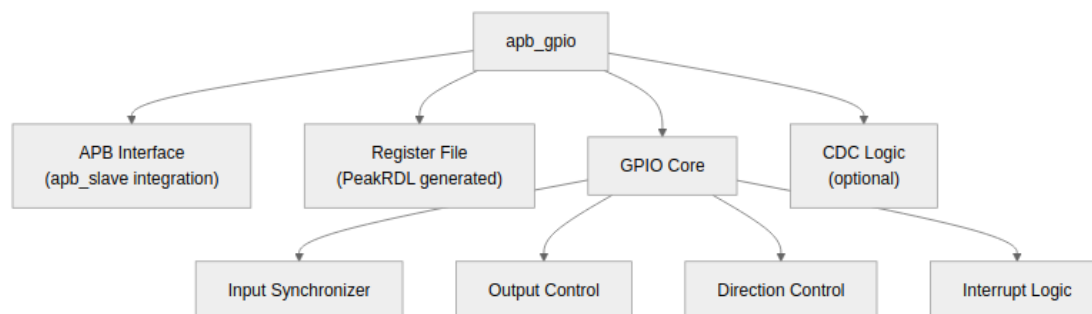 apb_gpio
APB Interface
(apb_slave integration)
Register File
(PeakRDL generated)
GPIO Core
CDC Logic
(optional)
Input Synchronizer
Output Control
Direction Control
Interrupt Logic